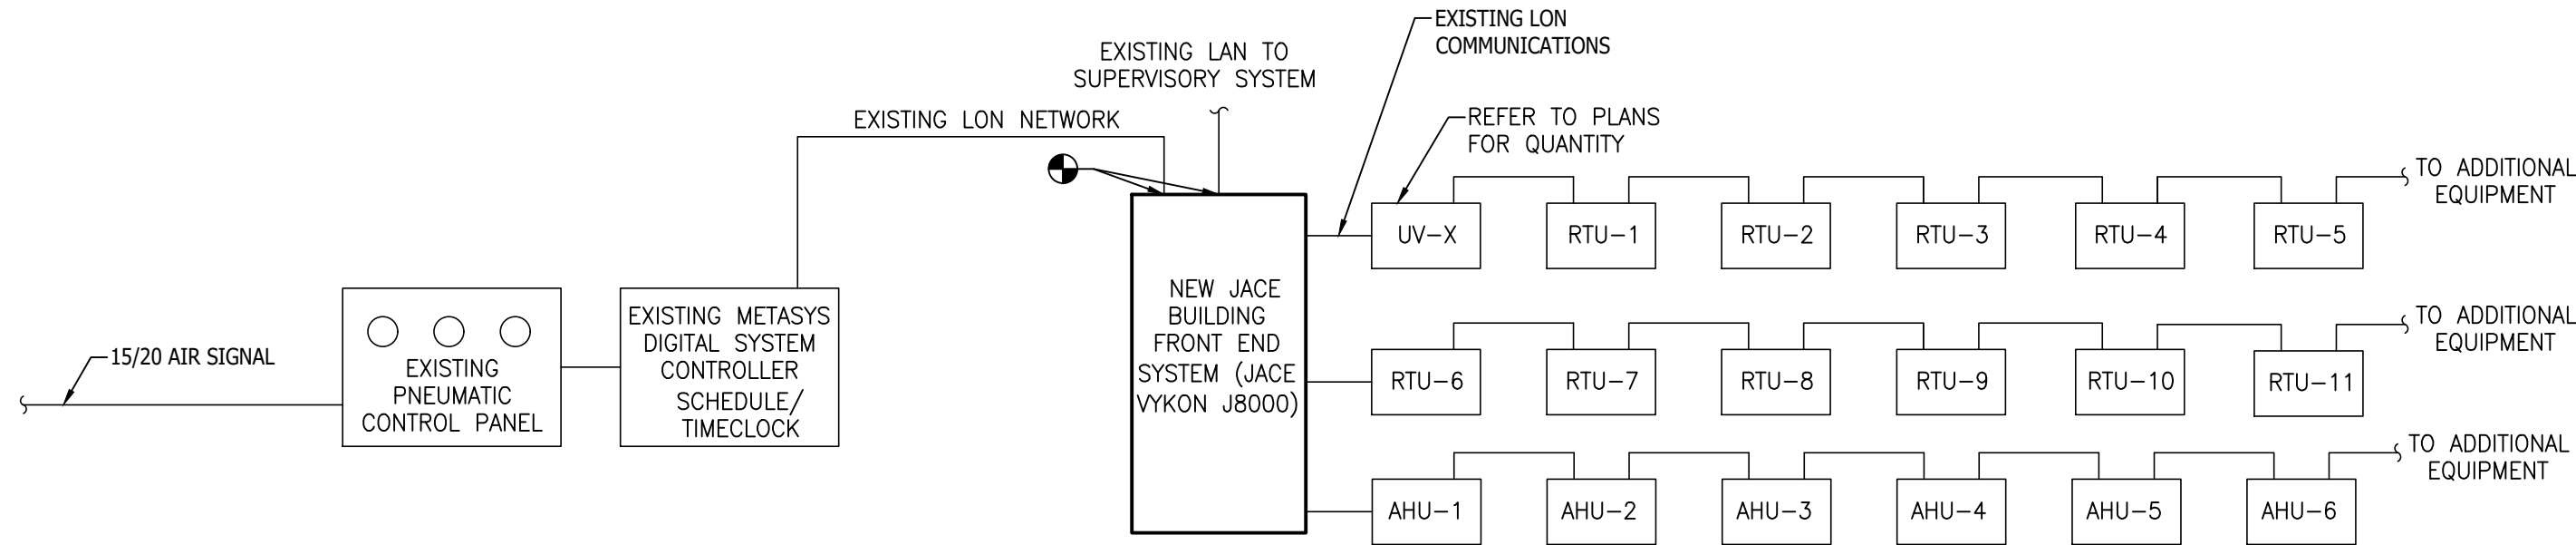 EXISTING LON
COMMUNICATIONS
EXISTING LAN TO
SUPERVISORY SYSTEM
EXISTING LON NETWORK
REFER TO PLANS
FOR QUANTITY
TO ADDITIONAL
EQUIPMENT
UV-X
RTU-1
RTU-2
RTU-3
RTU-4
RTU-5
15/20 AIR SIGNAL
EXISTING
PNEUMATIC
CONTROL PANEL
EXISTING METASYS
DIGITAL SYSTEM
CONTROLLER
SCHEDULE/
TIMECLOCK
NEW JACE
BUILDING
FRONT END
SYSTEM (JACE
VYKON J8000)
TO ADDITIONAL
EQUIPMENT
RTU-6
RTU-7
RTU-8
RTU-9
RTU-10
RTU-11
TO ADDITIONAL
EQUIPMENT
AHU-1
AHU-2
AHU-3
AHU-4
AHU-5
AHU-6